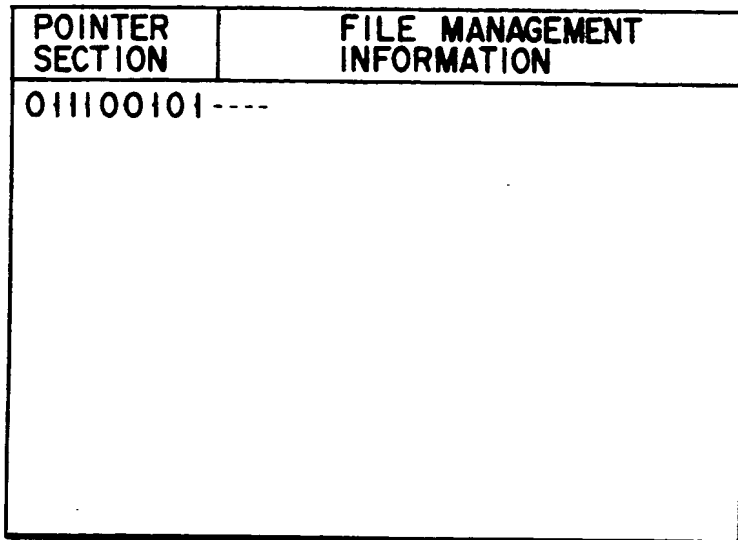 POINTER
SECTION
FILE MANAGEMENT
INFORMATION
011100101----